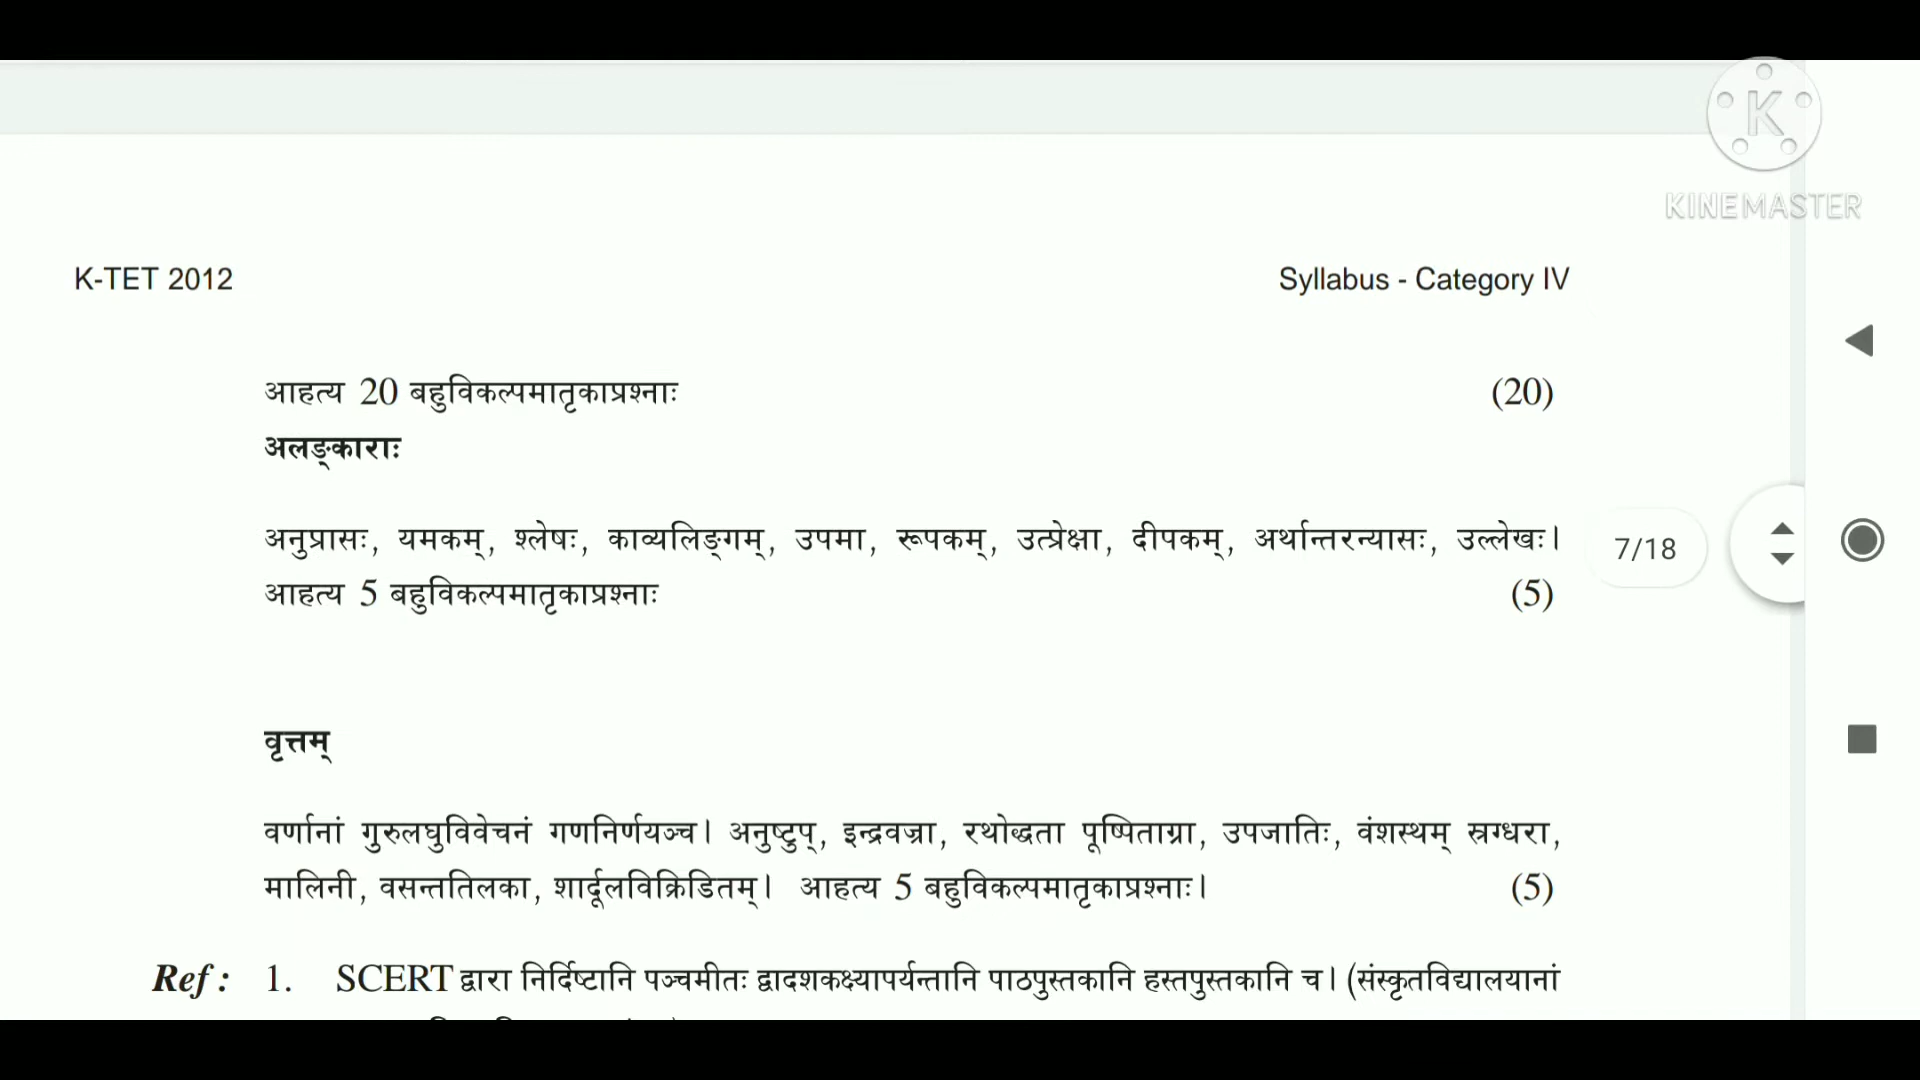 K
KINEMASTER
K-TET 2012 Syllabus - Category IV
आहत्य 20 बहुविकल्पमातृकाप्रश्नाः (20)
अलङ्काराः
अनुप्रासः, यमकम्, श्लेषः, काव्यलिङ्गम्, उपमा, रूपकम्, उत्प्रेक्षा, दीपकम्, अर्थान्तरन्यासः, उल्लेखः।
7/18
आहत्य 5 बहुविकल्पमातृकाप्रश्नाः (5)
वृत्तम्
वर्णानां गुरुलघुविवेचनं गणनिर्णयञ्च। अनुष्टुप्, इन्द्रवज्रा, रथोद्धता पूष्पिताग्रा, उपजातिः, वंशस्थम् स्रग्धरा,
मालिनी, वसन्ततिलका, शार्दूलविक्रिडितम्। आहत्य 5 बहुविकल्पमातृकाप्रश्नाः। (5)
Ref : 1. SCERT द्वारा निर्दिष्टानि पञ्चमीतः द्वादशकक्ष्यापर्यन्तानि पाठपुस्तकानि हस्तपुस्तकानि च। (संस्कृतविद्यालयानां